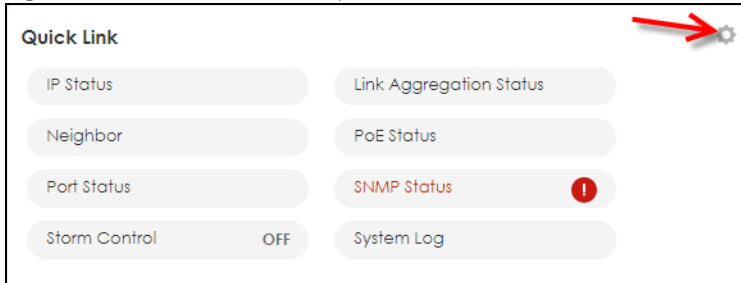 Quick Link
IP Status
Link Aggregation Status
Neighbor
PoE Status
Port Status
SNMP Status !
Storm Control OFF
System Log